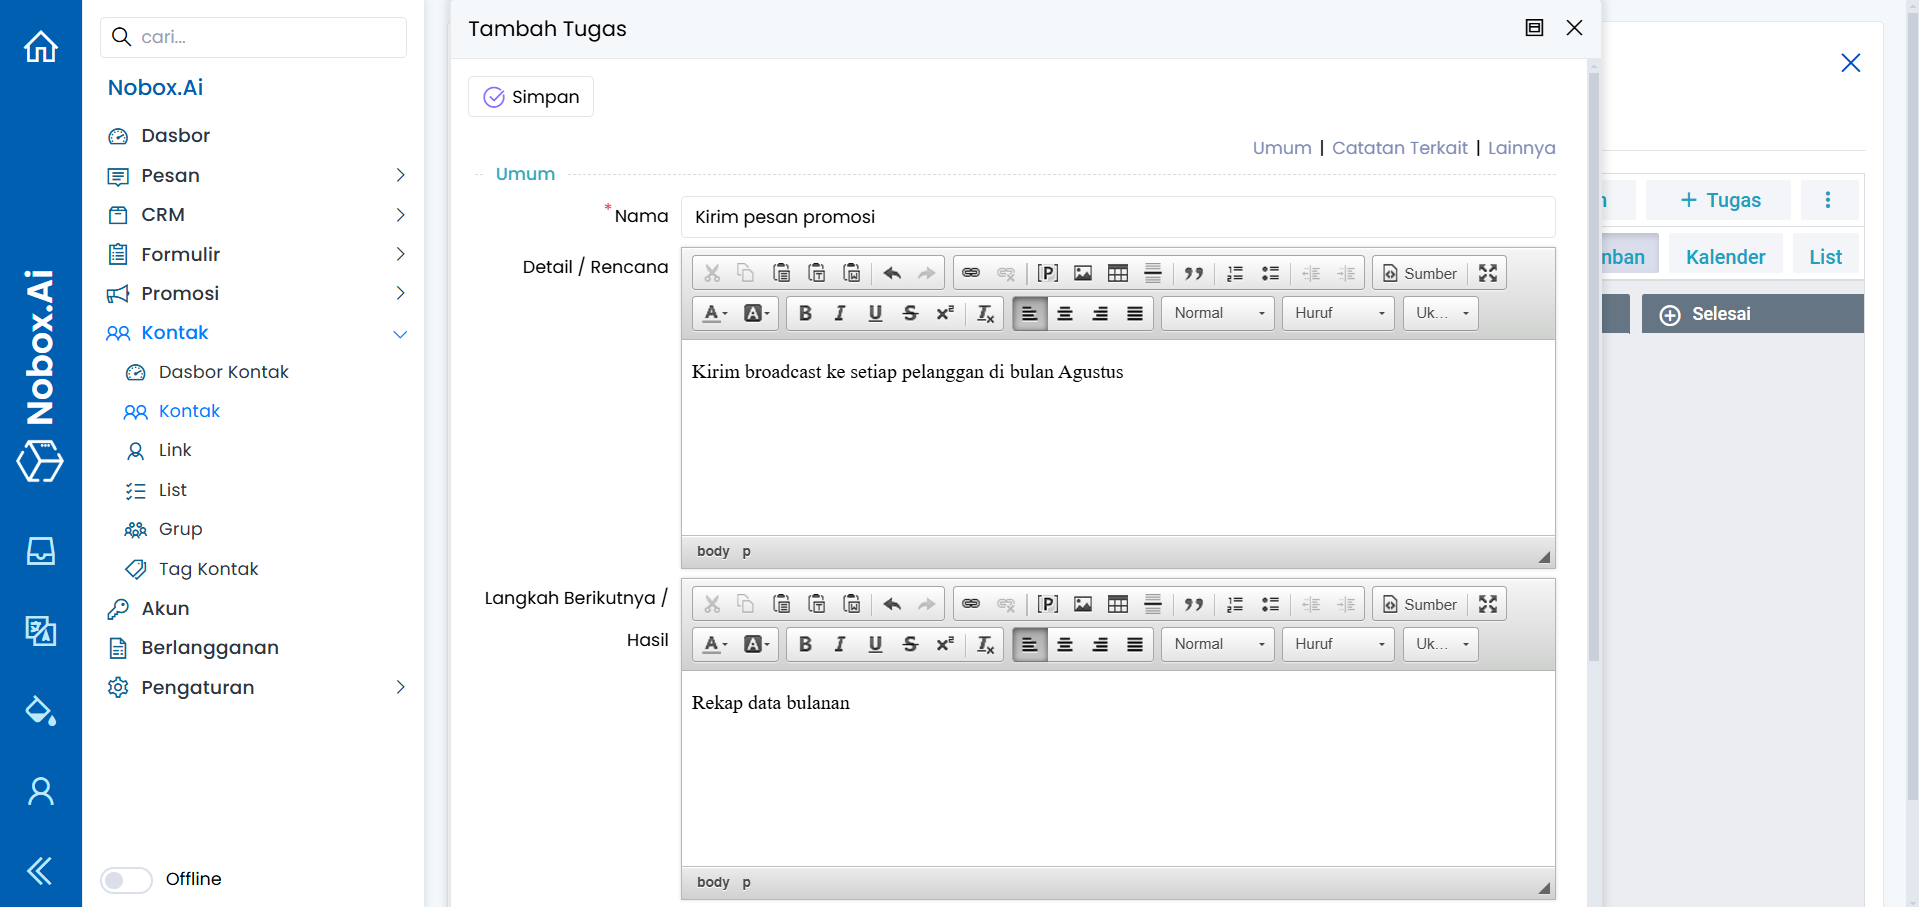 Tambah Tugas
cari...
Nobox.Ai
Simpan
Dasbor
Umum | Catatan Terkait | Lainnya
Pesan
Umum
+ Tugas
CRM
* Nama
Kirim pesan promosi
nban
Kalender
List
Formulir
Detail / Rencana
Sumber
Promosi
Normal
Huruf
Uk...
Selesai
Kontak
Dasbor Kontak
Kirim broadcast ke setiap pelanggan di bulan Agustus
Kontak
Link
List
Grup
body p
Tag Kontak
Akun
Langkah Berikutnya /
Hasil
Sumber
Berlangganan
Normal
Huruf
Uk...
Pengaturan
Rekap data bulanan
Offline
body p
Nobox.Ai